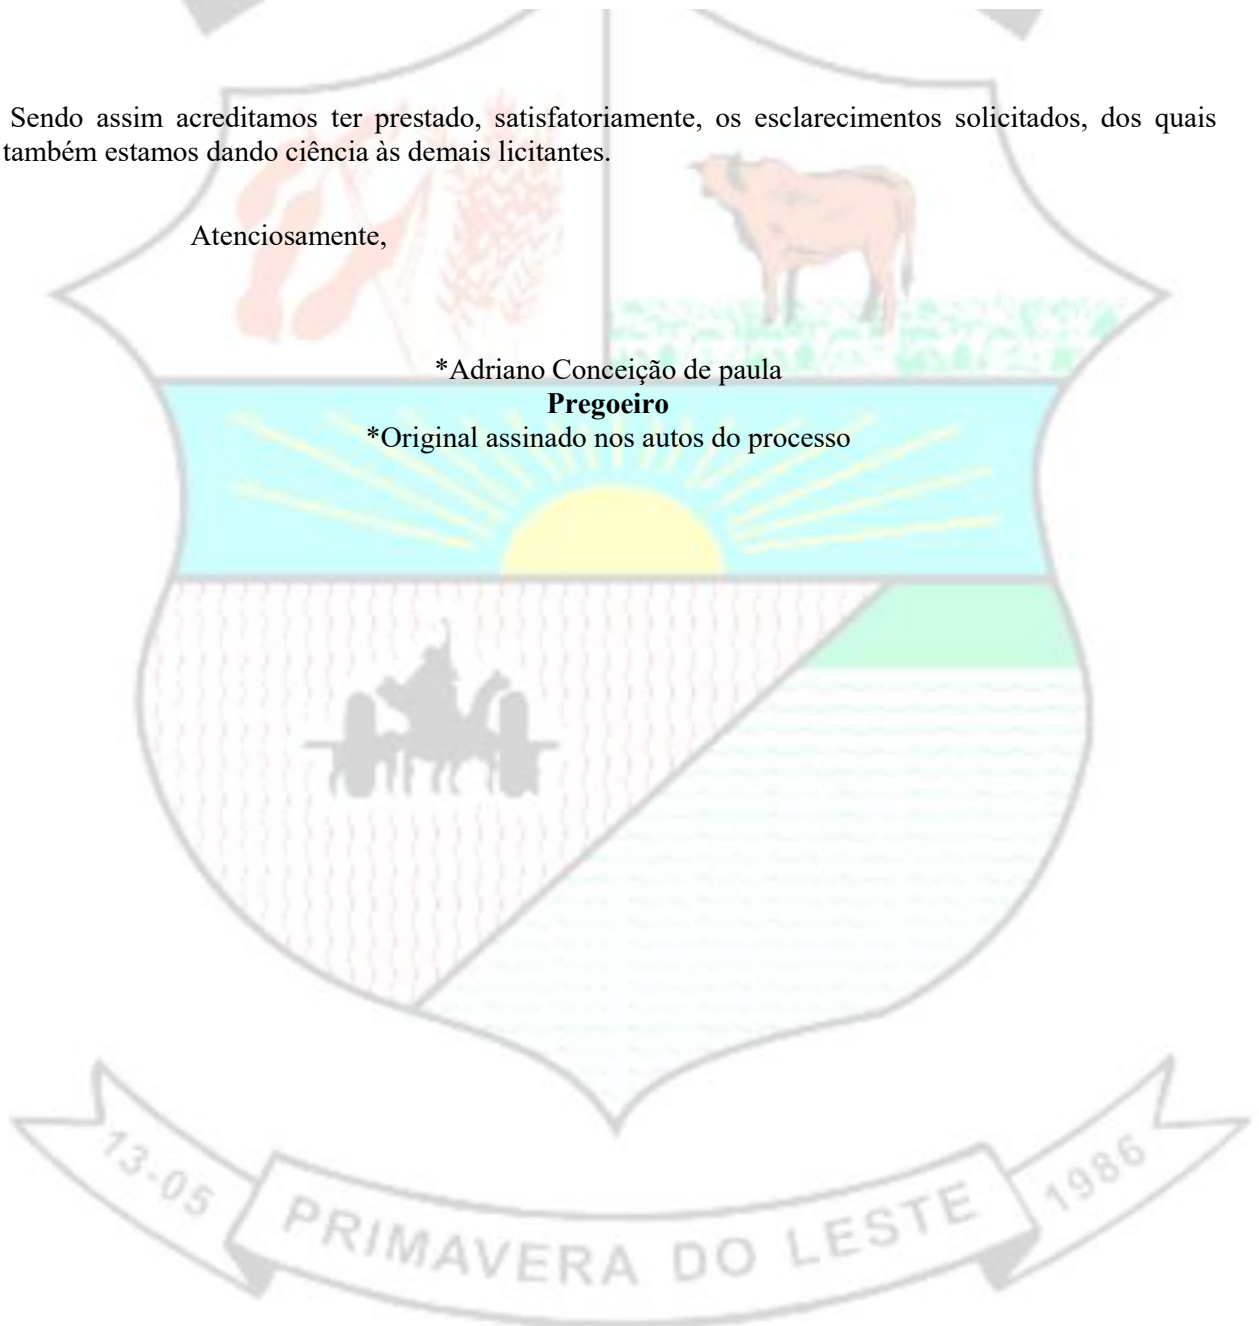 Sendo assim acreditamos ter prestado, satisfatoriamente, os esclarecimentos solicitados, dos quais
também estamos dando ciência às demais licitantes.
Atenciosamente,
*Adriano Conceição de paula
Pregoeiro
*Original assinado nos autos do processo
13-05
PRIMAVERA DO LESTE
1986